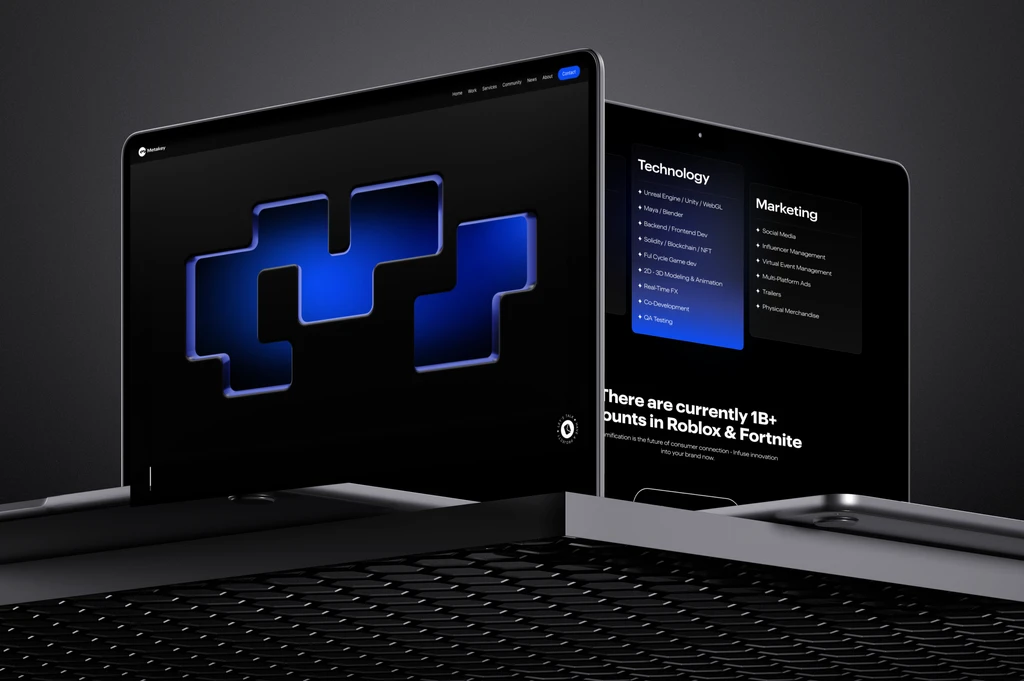 Metakey
Home Work Services Community News About Contact
Technology
Unreal Engine / Unity / WebGL
Maya / Blender
Backend / Frontend Dev
Solidity / Blockchain / NFT
Ful Cycle Game dev
2D - 3D Modeling & Animation
Real-Time FX
Co-Development
QA Testing
Marketing
Social Media
Influencer Management
Virtual Event Management
Multi-Platform Ads
Trailers
Physical Merchandise
There are currently 1B+
ounts in Roblox & Fortnite
mification is the future of consumer connection - Infuse innovation
into your brand now